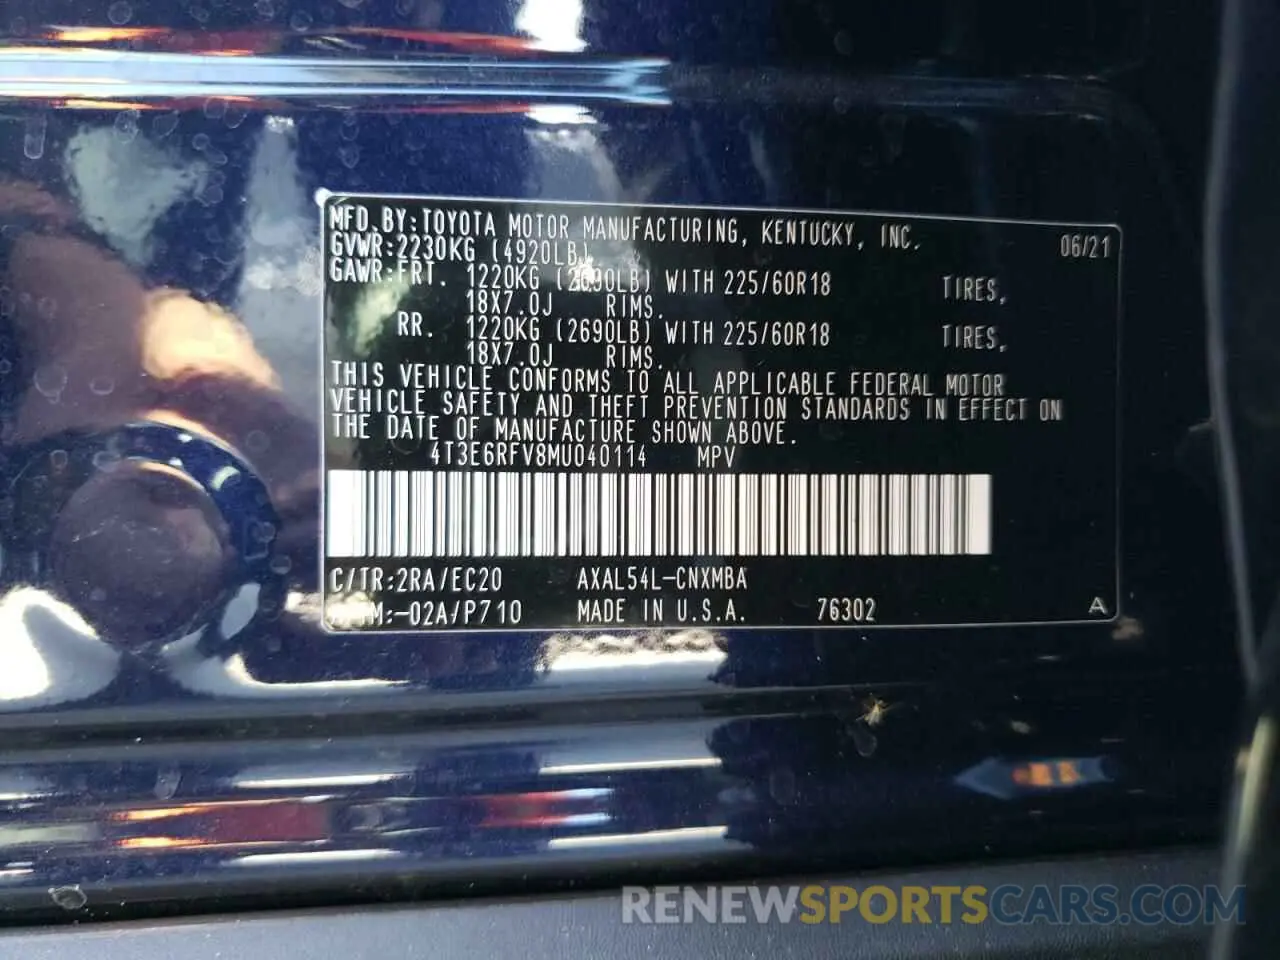 MFD.BY:TOYOTA MOTOR MANUFACTURING, KENTUCKY, INC. 06/21
GVWR:2230KG (4920LB)
GAWR:FRT. 1220KG (2690LB) WITH 225/60R18 TIRES,
18X7.0J RIMS.
RR. 1220KG (2690LB) WITH 225/60R18 TIRES,
18X7.0J RIMS.
THIS VEHICLE CONFORMS TO ALL APPLICABLE FEDERAL MOTOR
VEHICLE SAFETY AND THEFT PREVENTION STANDARDS IN EFFECT ON
THE DATE OF MANUFACTURE SHOWN ABOVE.
4T3E6RFV8MU040114 MPV
C/TR:2RA/EC20 AXAL54L-CNXMBA
-02A/P710 MADE IN U.S.A. 76302 A
RENEWSPORTSCARS.COM